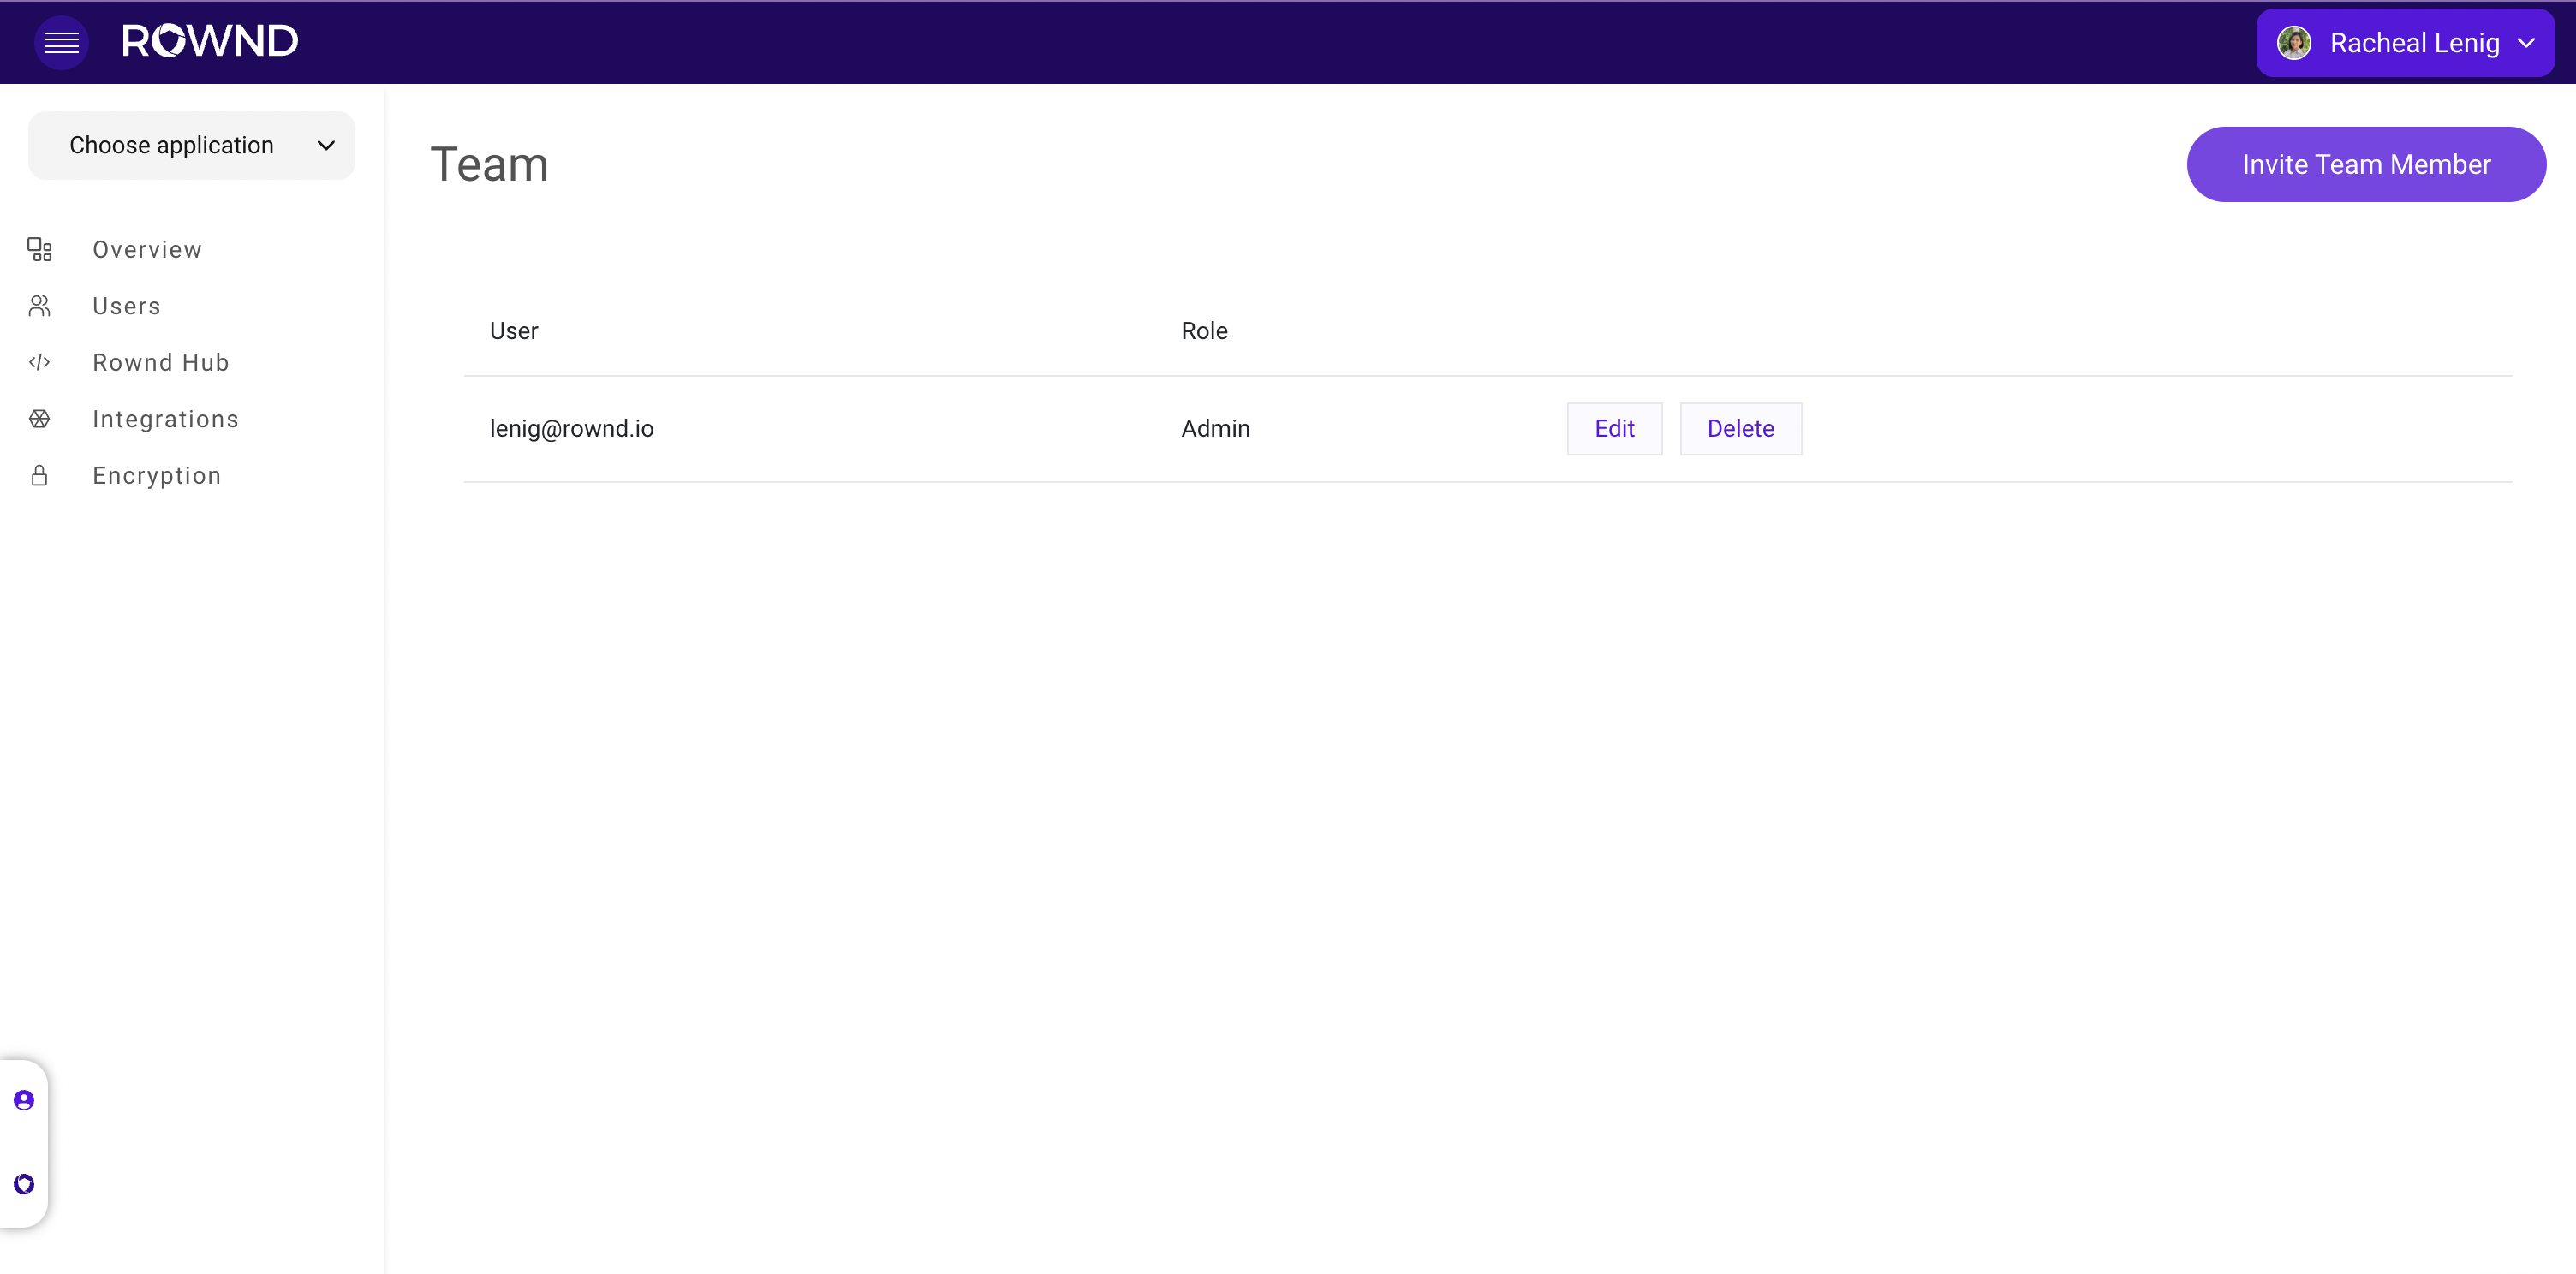 ROWND
Racheal Lenig
Choose application
Overview
Users
Rownd Hub
Integrations
Encryption
Team
Invite Team Member
User Role
lenig@rownd.io Admin Edit Delete